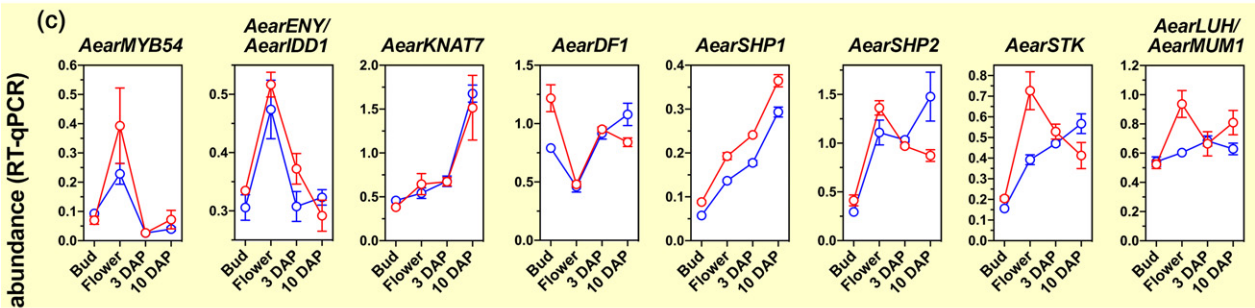 (c)
abundance (RT-qPCR)
AearMYB54
0.6
0.5
0.4
0.3
0.2
0.1
0.0
Bud
Flower
3 DAP
10 DAP
AearENY/
AearIDD1
0.5
0.4
0.3
Bud
Flower
3 DAP
10 DAP
AearKNAT7
2.0
1.5
1.0
0.5
0.0
Bud
Flower
3 DAP
10 DAP
AearDF1
1.5
1.0
0.5
0.0
Bud
Flower
3 DAP
10 DAP
AearSHP1
0.4
0.3
0.2
0.1
0.0
Bud
Flower
3 DAP
10 DAP
AearSHP2
1.5
1.0
0.5
0.0
Bud
Flower
3 DAP
10 DAP
AearSTK
0.8
0.7
0.6
0.5
0.4
0.3
0.2
0.1
0.0
Bud
Flower
3 DAP
10 DAP
AearLUH/
AearMUM1
1.2
1.0
0.8
0.6
0.4
0.2
0.0
Bud
Flower
3 DAP
10 DAP